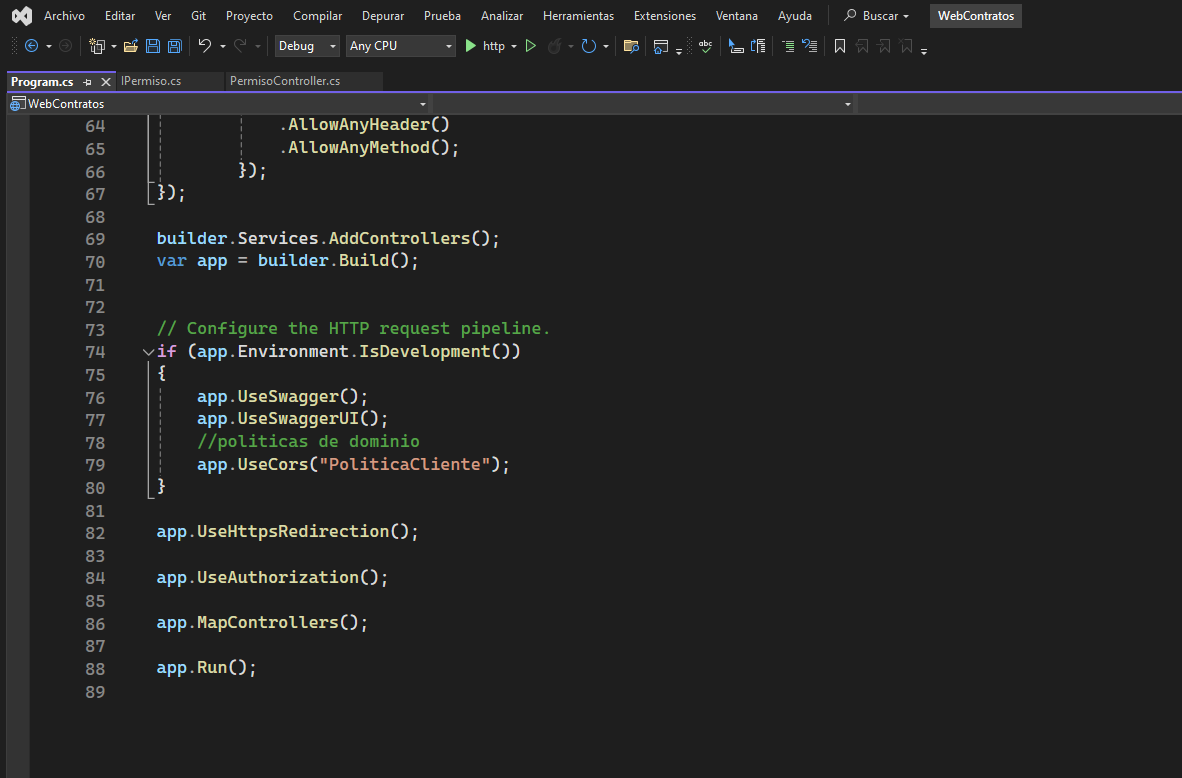 Archivo Editar Ver Git Proyecto Compilar Depurar Prueba Analizar Herramientas Extensiones Ventana Ayuda Buscar WebContratos
Debug Any CPU http abc
Program.cs IPermiso.cs PermisoController.cs
WebContratos
64 .AllowAnyHeader()
65 .AllowAnyMethod();
66 });
67 });
68
69 builder.Services.AddControllers();
70 var app = builder.Build();
71
72
73 // Configure the HTTP request pipeline.
74 if (app.Environment.IsDevelopment())
75 {
76 app.UseSwagger();
77 app.UseSwaggerUI();
78 //politicas de dominio
79 app.UseCors("PoliticaCliente");
80 }
81
82 app.UseHttpsRedirection();
83
84 app.UseAuthorization();
85
86 app.MapControllers();
87
88 app.Run();
89